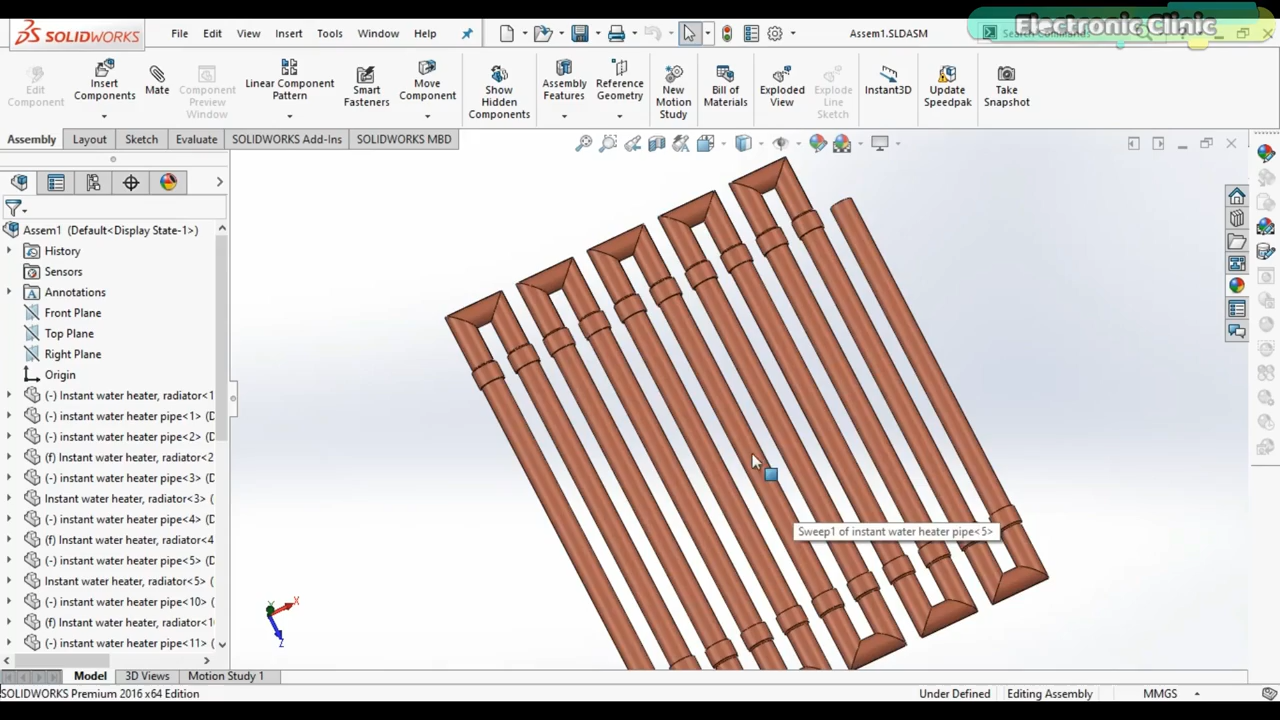 SOLIDWORKS
File Edit View Insert Tools Window Help
Assem1.SLDASM
Electronic Clinic
Edit Component
Insert Components
Mate
Component Preview Window
Linear Component Pattern
Smart Fasteners
Move Component
Show Hidden Components
Assembly Features
Reference Geometry
New Motion Study
Bill of Materials
Exploded View
Explode Line Sketch
Instant3D
Update Speedpak
Take Snapshot
Assembly Layout Sketch Evaluate SOLIDWORKS Add-Ins SOLIDWORKS MBD
Assem1 (Default<Display State-1>)
History
Sensors
Annotations
Front Plane
Top Plane
Right Plane
Origin
(-) Instant water heater, radiator<1
(-) instant water heater pipe<1> (D
(-) instant water heater pipe<2> (D
(f) Instant water heater, radiator<2
(-) instant water heater pipe<3> (D
Instant water heater, radiator<3> (
(-) instant water heater pipe<4> (D
(f) Instant water heater, radiator<4
(-) instant water heater pipe<5> (D
Instant water heater, radiator<5> (
(-) instant water heater pipe<10> (
(f) Instant water heater, radiator<1
(-) instant water heater pipe<11> (
Sweep1 of instant water heater pipe<5>
Y X
Z
Model 3D Views Motion Study 1
SOLIDWORKS Premium 2016 x64 Edition
Under Defined Editing Assembly MMGS